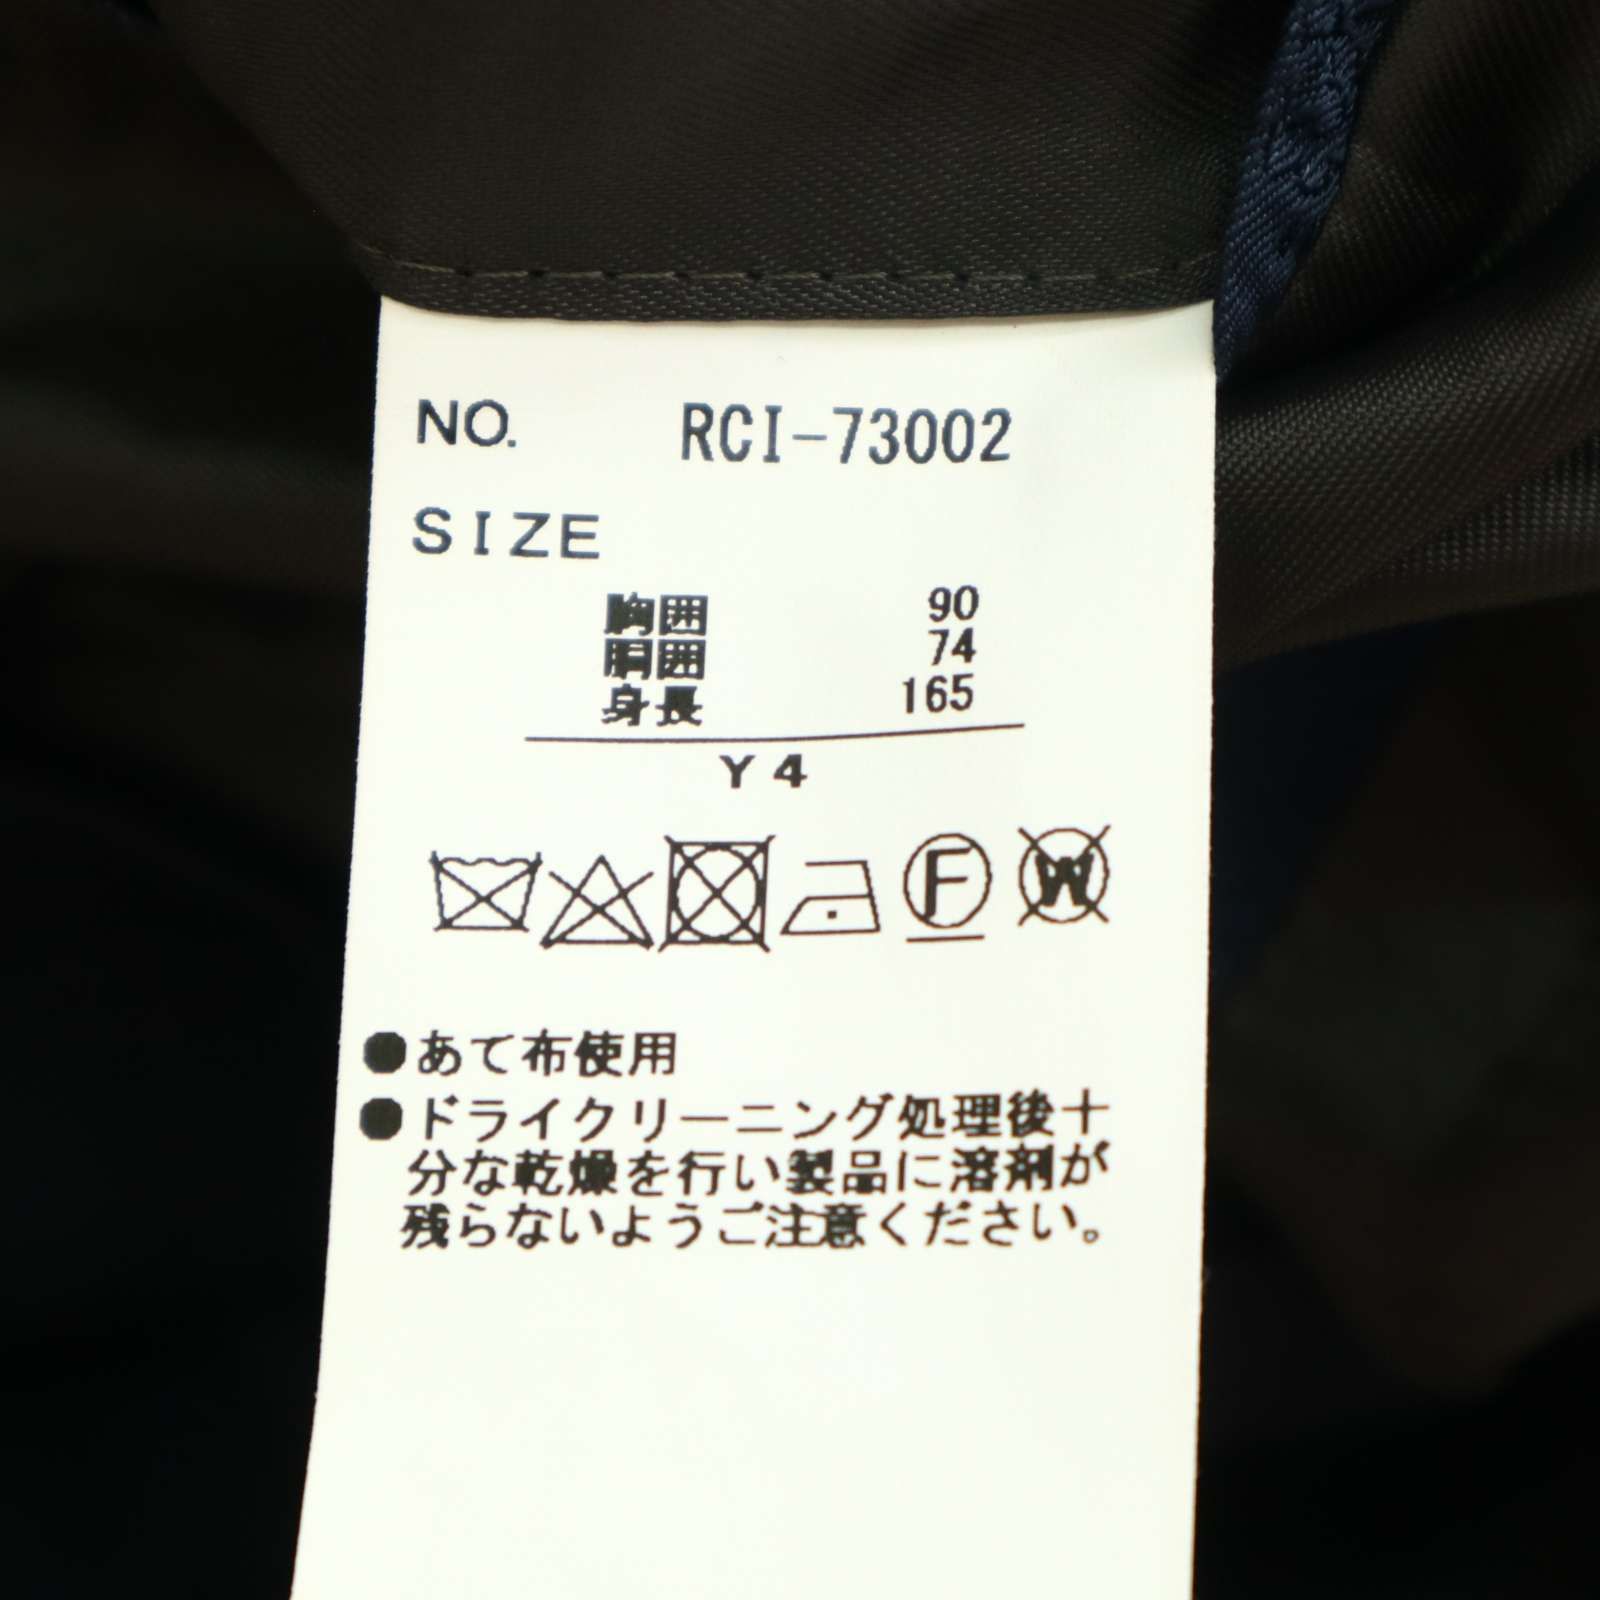 NO. RCI-73002
SIZE
胸囲 90
胴囲 74
身長 165
Y4
F W
●あて布使用
●ドライクリーニング処理後十
分な乾燥を行い製品に溶剤が
残らないようご注意ください。